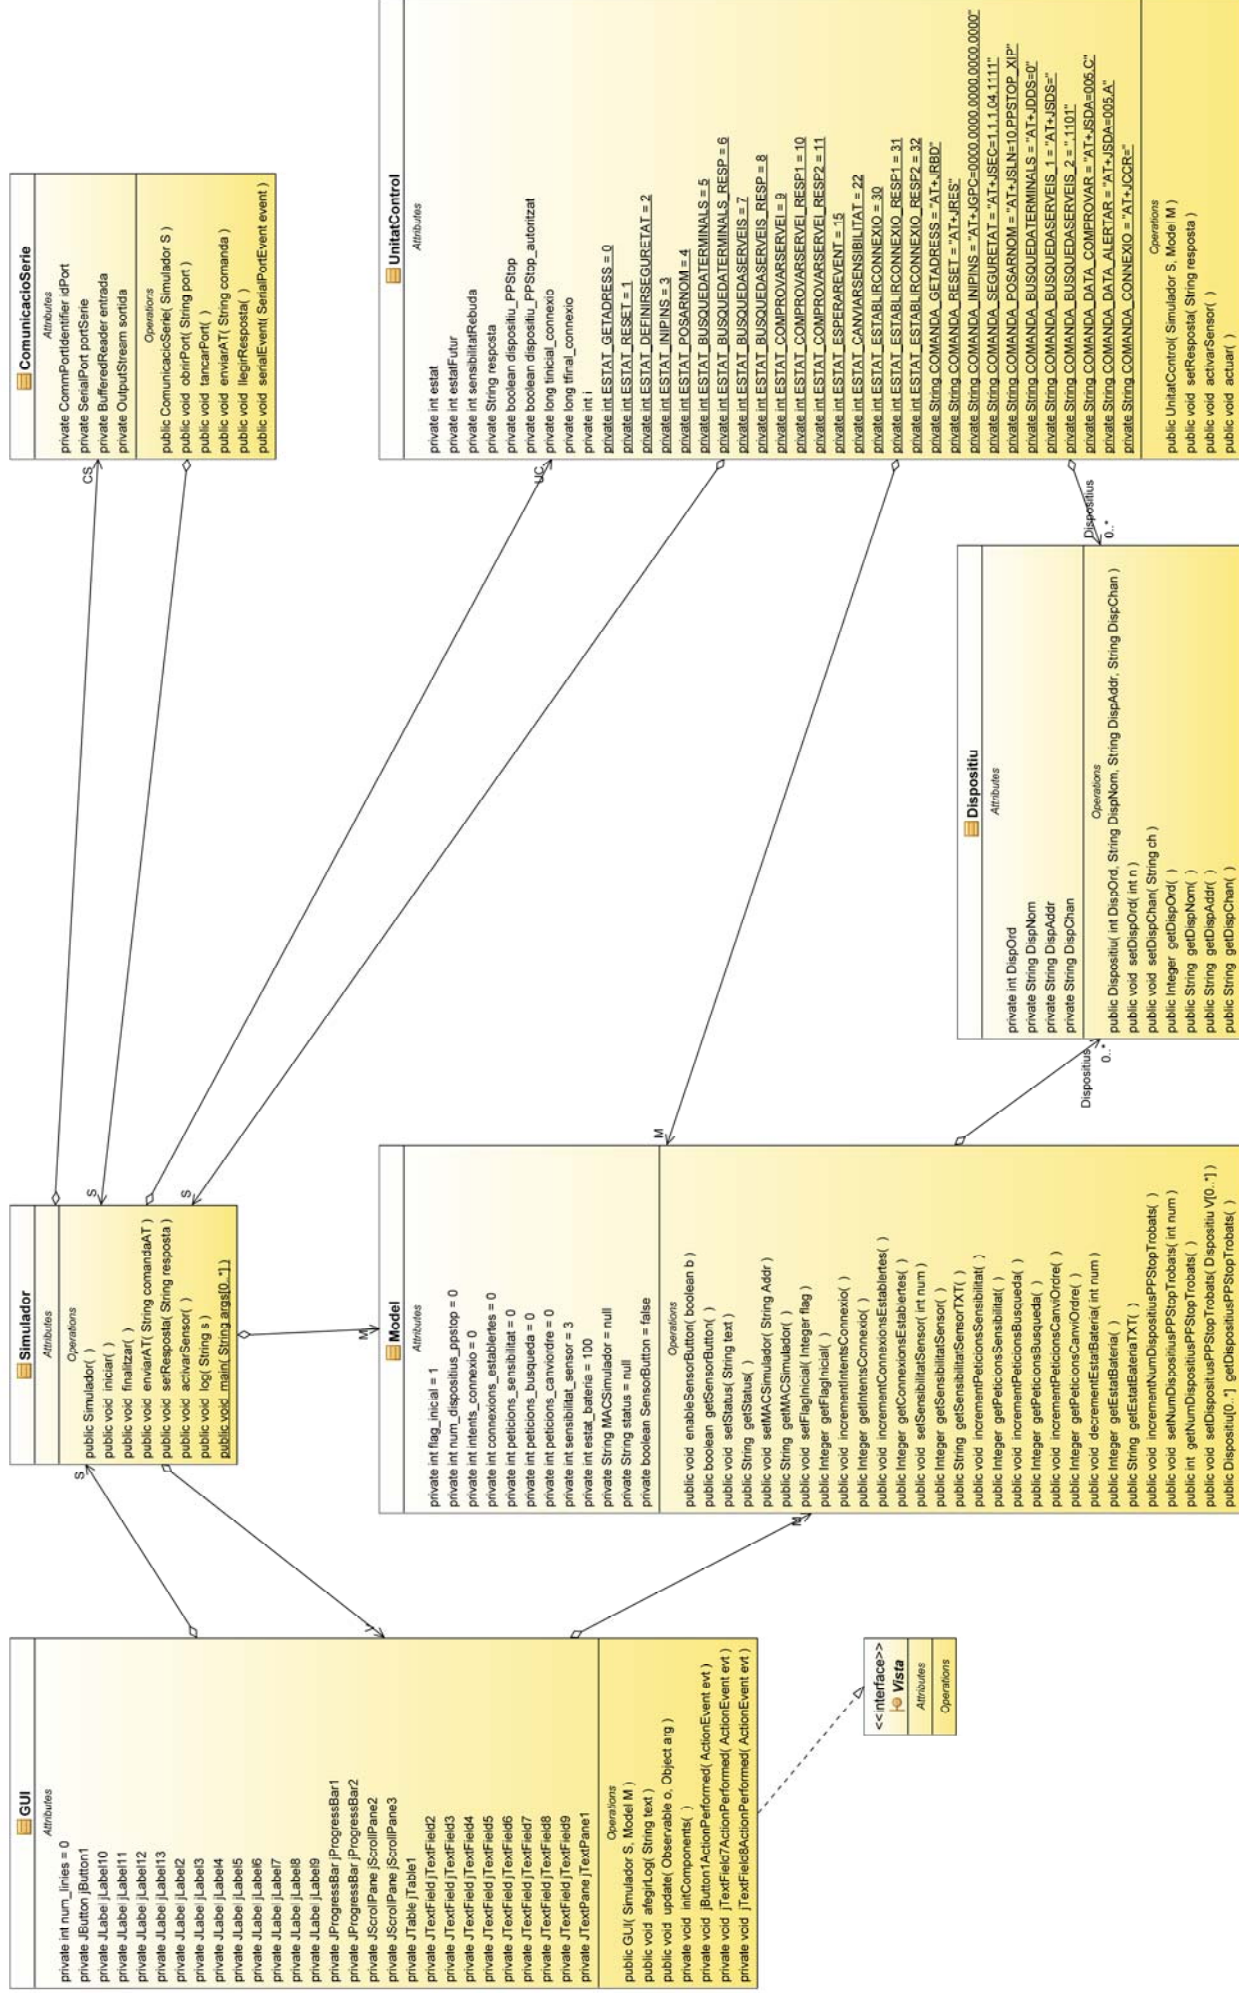 GUI
Attributes
private int num_linies = 0
private JButton jButton1
private JLabel jLabel10
private JLabel jLabel11
private JLabel jLabel12
private JLabel jLabel13
private JLabel jLabel2
private JLabel jLabel3
private JLabel jLabel4
private JLabel jLabel5
private JLabel jLabel6
private JLabel jLabel7
private JLabel jLabel8
private JLabel jLabel9
private JProgressBar jProgressBar1
private JProgressBar jProgressBar2
private JScrollPane jScrollPane2
private JScrollPane jScrollPane3
private JTable jTable1
private JTextField jTextField2
private JTextField jTextField3
private JTextField jTextField4
private JTextField jTextField5
private JTextField jTextField6
private JTextField jTextField7
private JTextField jTextField8
private JTextField jTextField9
private JTextPane jTextPane1
Operations
public GUI( Simulador S, Model M )
public void afegirLog( String text )
public void update( Observable o, Object arg )
private void initComponents( )
private void jButton1ActionPerformed( ActionEvent evt )
private void jTextField7ActionPerformed( ActionEvent evt )
private void jTextField8ActionPerformed( ActionEvent evt )
<<interface>>
Vista
Attributes
Operations
S
V
M
Simulador
Attributes
Operations
public Simulador( )
public void iniciar( )
public void finalitzar( )
public void enviarAT( String comandaAT )
public void setResposta( String resposta )
public void activarSensor( )
public void log( String s )
public void main( String args[0..*] )
S
S
M
Model
Attributes
private int flag_inicial = 1
private int num_dispositius_ppstop = 0
private int intents_connexio = 0
private int connexions_establertes = 0
private int peticions_sensibilitat = 0
private int peticions_busqueda = 0
private int peticions_canviordre = 0
private int sensibilitat_sensor = 3
private int estat_bateria = 100
private String MACSimulador = null
private String status = null
private boolean SensorButton = false
Operations
public void enableSensorButton( boolean b )
public boolean getSensorButton( )
public void setStatus( String text )
public String getStatus( )
public void setMACSimulador( String Addr )
public String getMACSimulador( )
public void setFlagInicial( Integer flag )
public Integer getFlagInicial( )
public void incrementIntentsConnexio( )
public Integer getIntentsConnexio( )
public void incrementConnexionsEstablertes( )
public Integer getConnexionsEstablertes( )
public void setSensibilitatSensor( int num )
public Integer getSensibilitatSensor( )
public String getSensibilitatSensorTXT( )
public void incrementPeticionsSensibilitat( )
public Integer getPeticionsSensibilitat( )
public void incrementPeticionsBusqueda( )
public Integer getPeticionsBusqueda( )
public void incrementPeticionsCanviOrdre( )
public Integer getPeticionsCanviOrdre( )
public void decrementEstatBateria( int num )
public Integer getEstatBateria( )
public String getEstatBateriaTXT( )
public void incrementNumDispositiusPPStopTrobats( )
public void setNumDispositiusPPStopTrobats( int num )
public int getNumDispositiusPPStopTrobats( )
public void setDispositiusPPStopTrobats( Dispositiu V[0..*] )
public Dispositiu[0..*] getDispositiusPPStopTrobats( )
M
Dispositius
0..*
Dispositiu
Attributes
private int DispOrd
private String DispNom
private String DispAddr
private String DispChan
Operations
public Dispositiu( int DispOrd, String DispNom, String DispAddr, String DispChan )
public void setDispOrd( int n )
public void setDispChan( String ch )
public Integer getDispOrd( )
public String getDispNom( )
public String getDispAddr( )
public String getDispChan( )
Dispositius
0..*
CS
UC
ComunicacioSerie
Attributes
private CommPortIdentifier idPort
private SerialPort portSerie
private BufferedReader entrada
private OutputStream sortida
Operations
public ComunicacioSerie( Simulador S )
public void obrirPort( String port )
public void tancarPort( )
public void enviarAT( String comanda )
public void llegirResposta( )
public void serialEvent( SerialPortEvent event )
UnitatControl
Attributes
private int estat
private int estatFutur
private int sensibilitatRebuda
private String respsosta
private boolean dispositiu_PPStop
private boolean dispositiu_PPStop_autoritzat
private long tinicial_connexio
private long tfinal_connexio
private int i
private int ESTAT_GETADRESS = 0
private int ESTAT_RESET = 1
private int ESTAT_DEFINIRSEGURETAT = 2
private int ESTAT_INIPINS = 3
private int ESTAT_POSARNOM = 4
private int ESTAT_BUSQUEDATERMINALS = 5
private int ESTAT_BUSQUEDATERMINALS_RESP = 6
private int ESTAT_BUSQUEDASERVEIS = 7
private int ESTAT_BUSQUEDASERVEIS_RESP = 8
private int ESTAT_COMPROVARSERVEI = 9
private int ESTAT_COMPROVARSERVEI_RESP1 = 10
private int ESTAT_COMPROVARSERVEI_RESP2 = 11
private int ESTAT_ESPERAREVENT = 15
private int ESTAT_CANVIARSENSIBILITAT = 22
private int ESTAT_ESTABLIRCONNEXIO = 30
private int ESTAT_ESTABLIRCONNEXIO_RESP1 = 31
private int ESTAT_ESTABLIRCONNEXIO_RESP2 = 32
private String COMANDA_GETADRESS = "AT+JRBD"
private String COMANDA_RESET = "AT+JRES"
private String COMANDA_INIPINS = "AT+JGPC=0000,0000,0000,0000,0000"
private String COMANDA_SEGURETAT = "AT+JSEC=1,1,1,04,1111"
private String COMANDA_POSARNOM = "AT+JSLN=10,PPSTOP_XIP"
private String COMANDA_BUSQUEDATERMINALS = "AT+JDDS=0"
private String COMANDA_BUSQUEDASERVEIS_1 = "AT+JSDS="
private String COMANDA_BUSQUEDASERVEIS_2 = ",1101"
private String COMANDA_DATA_COMPROVAR = "AT+JSDA=005,C"
private String COMANDA_DATA_ALERTAR = "AT+JSDA=005,A"
private String COMANDA_CONNEXIO = "AT+JCCR="
Operations
public UnitatControl( Simulador S, Model M )
public void setResposta( String resposta )
public void activarSensor( )
public void actuar( )